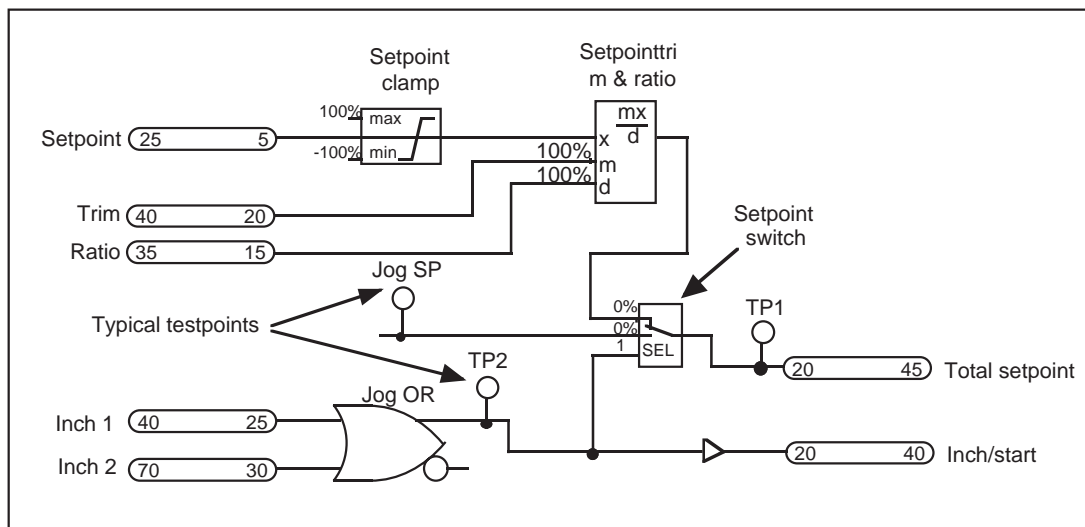 Setpoint
clamp
Setpointtri
m & ratio
100%
max
mx
d
Setpoint
25 5
x
-100%
min
100%
m
100%
d
Trim
40 20
Setpoint
switch
Ratio
35 15
Jog SP
0%
TP1
Typical testpoints
0%
1
SEL
TP2
20 45
Total setpoint
Jog OR
Inch 1
40 25
Inch 2
70 30
20 40
Inch/start